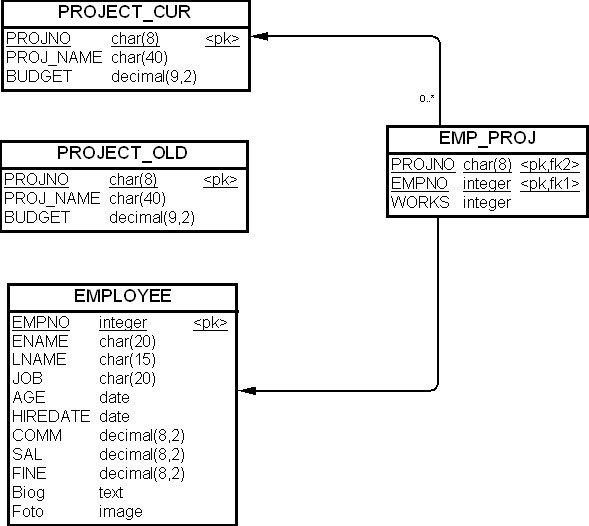 PROJECT_CUR
PROJNO char(8) <pk>
PROJ_NAME char(40)
BUDGET decimal(9,2)
0..*
EMP_PROJ
PROJNO char(8) <pk,fk2>
EMPNO integer <pk,fk1>
WORKS integer
PROJECT_OLD
PROJNO char(8) <pk>
PROJ_NAME char(40)
BUDGET decimal(9,2)
EMPLOYEE
EMPNO integer <pk>
ENAME char(20)
LNAME char(15)
JOB char(20)
AGE date
HIREDATE date
COMM decimal(8,2)
SAL decimal(8,2)
FINE decimal(8,2)
Biog text
Foto image